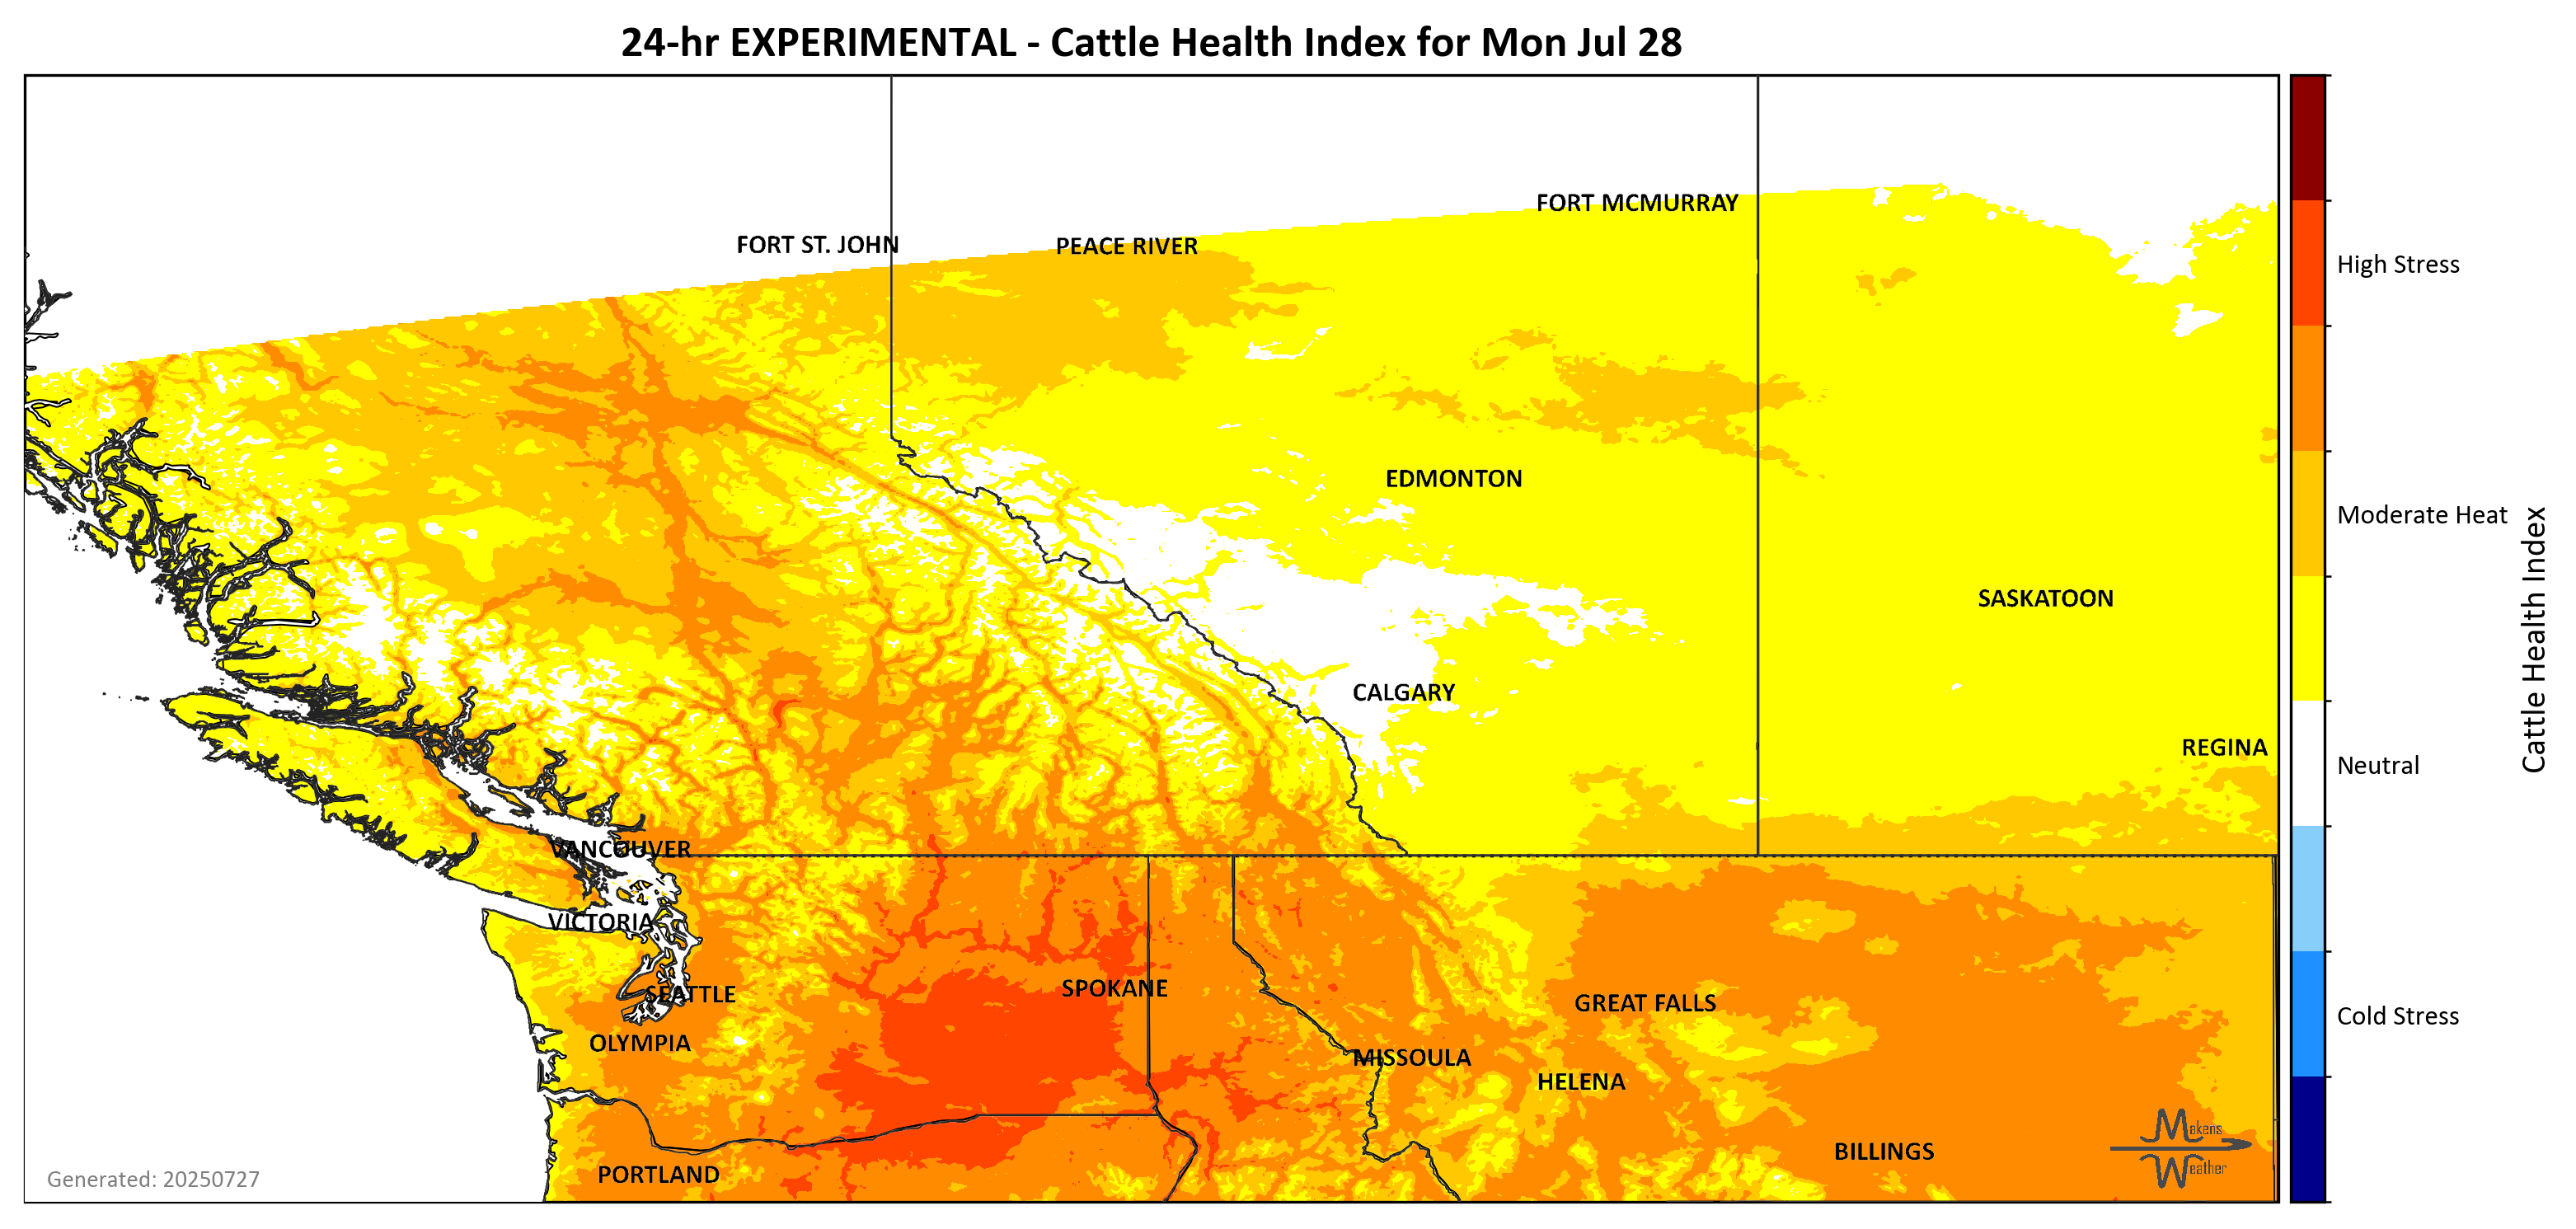 24-hr EXPERIMENTAL - Cattle Health Index for Mon Jul 28
FORT MCMURRAY
FORT ST. JOHN
PEACE RIVER
High Stress
EDMONTON
Moderate Heat
SASKATOON
Cattle Health Index
CALGARY
REGINA
Neutral
VANCOUVER
VICTORIA
SPOKANE
SEATTLE
GREAT FALLS
Cold Stress
OLYMPIA
MISSOULA
HELENA
Makens
Weather
BILLINGS
PORTLAND
Generated: 20250727